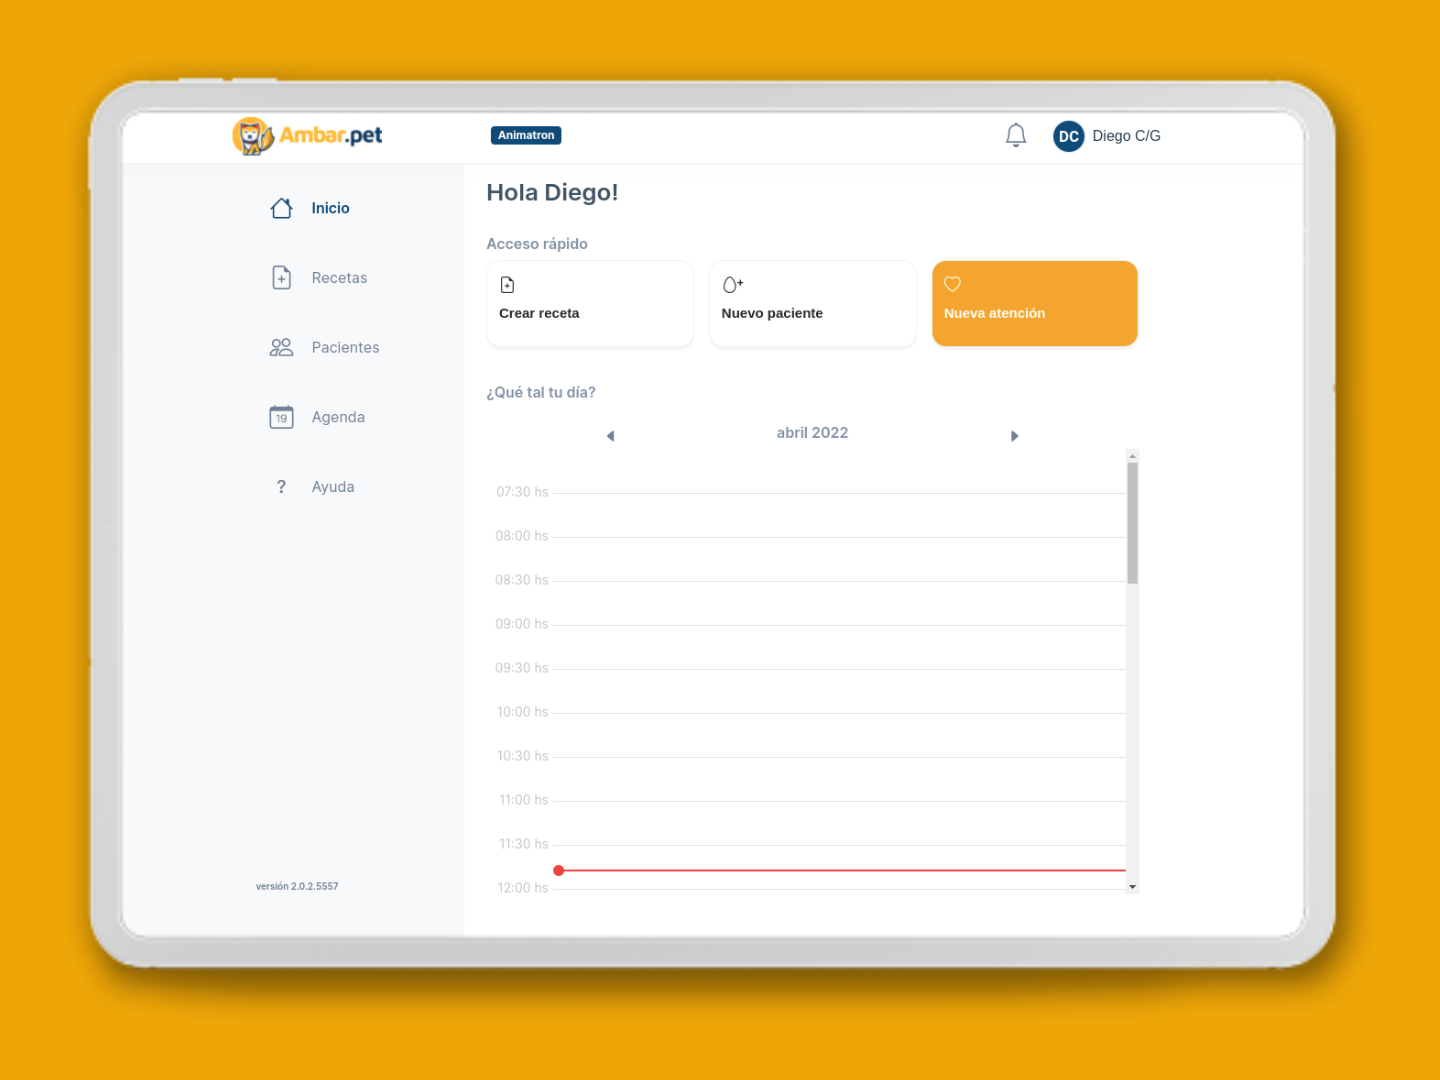 Ambar.pet
Animatron
DC
Diego C/G
Inicio
Recetas
Pacientes
19
Agenda
?
Ayuda
versión 2.0.2.5557
Hola Diego!
Acceso rápido
Crear receta
Nuevo paciente
Nueva atención
¿Qué tal tu día?
abril 2022
07:30 hs
08:00 hs
08:30 hs
09:00 hs
09:30 hs
10:00 hs
10:30 hs
11:00 hs
11:30 hs
12:00 hs